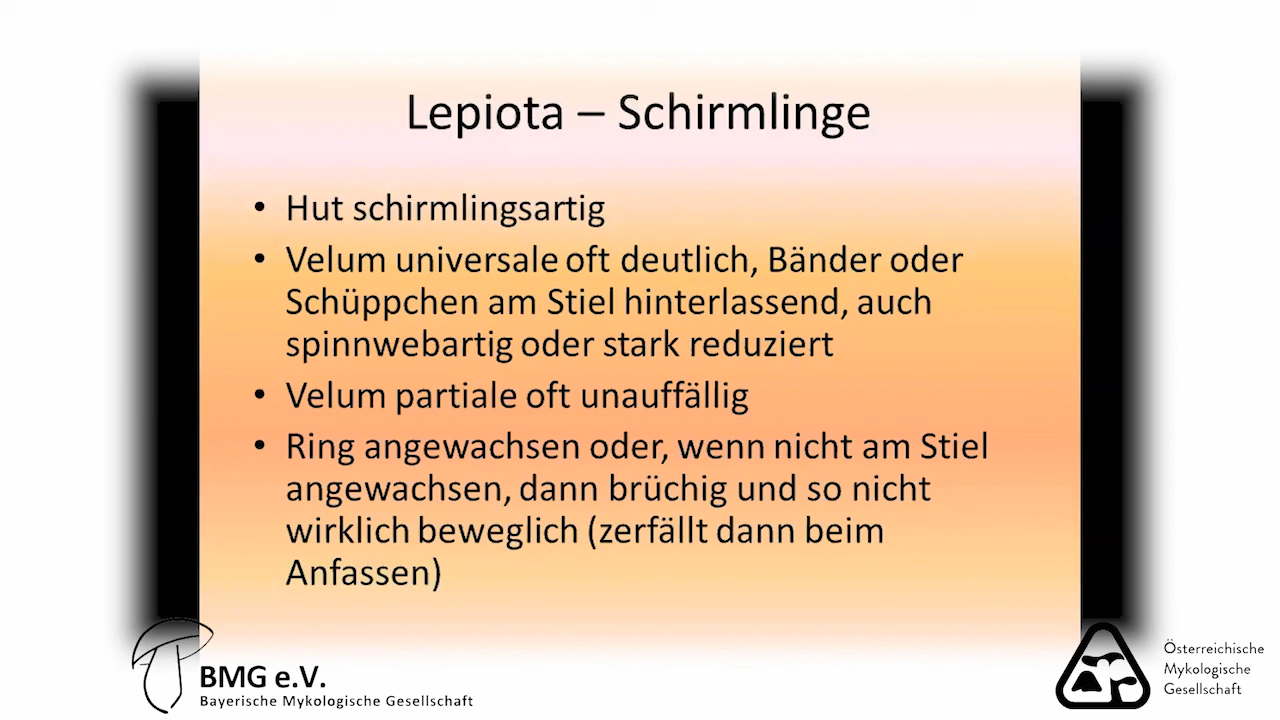 Lepiota – Schirmlinge
• Hut schirmlingsartig
• Velum universale oft deutlich, Bänder oder
Schüppchen am Stiel hinterlassend, auch
spinnwebartig oder stark reduziert
• Velum partiale oft unauffällig
• Ring angewachsen oder, wenn nicht am Stiel
angewachsen, dann brüchig und so nicht
wirklich beweglich (zerfällt dann beim
Anfassen)
BMG e.V.
Bayerische Mykologische Gesellschaft
Österreichische
Mykologische
Gesellschaft